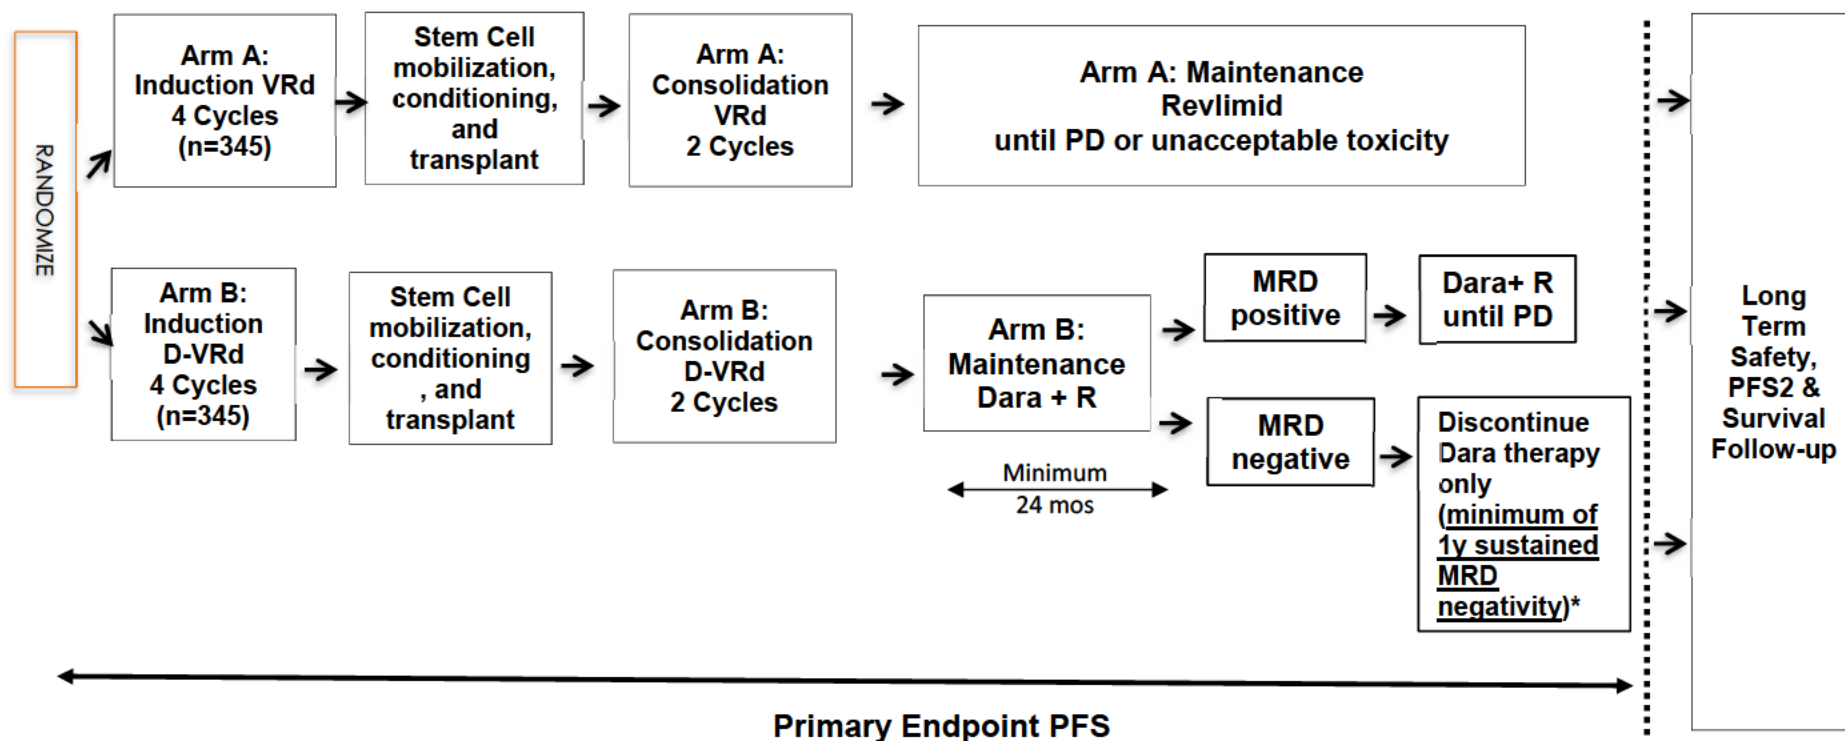 RANDOMIZE
Arm A:
Induction VRd
4 Cycles
(n=345)
Stem Cell
mobilization,
conditioning,
and
transplant
Arm A:
Consolidation
VRd
2 Cycles
Arm A: Maintenance
Revlimid
until PD or unacceptable toxicity
Arm B:
Induction
D-VRd
4 Cycles
(n=345)
Stem Cell
mobilization,
conditioning
, and
transplant
Arm B:
Consolidation
D-VRd
2 Cycles
Arm B:
Maintenance
Dara + R
Minimum
24 mos
MRD
positive
Dara+ R
until PD
MRD
negative
Discontinue
Dara therapy
only
(minimum of
1y sustained
MRD
negativity)*
Long
Term
Safety,
PFS2 &
Survival
Follow-up
Primary Endpoint PFS